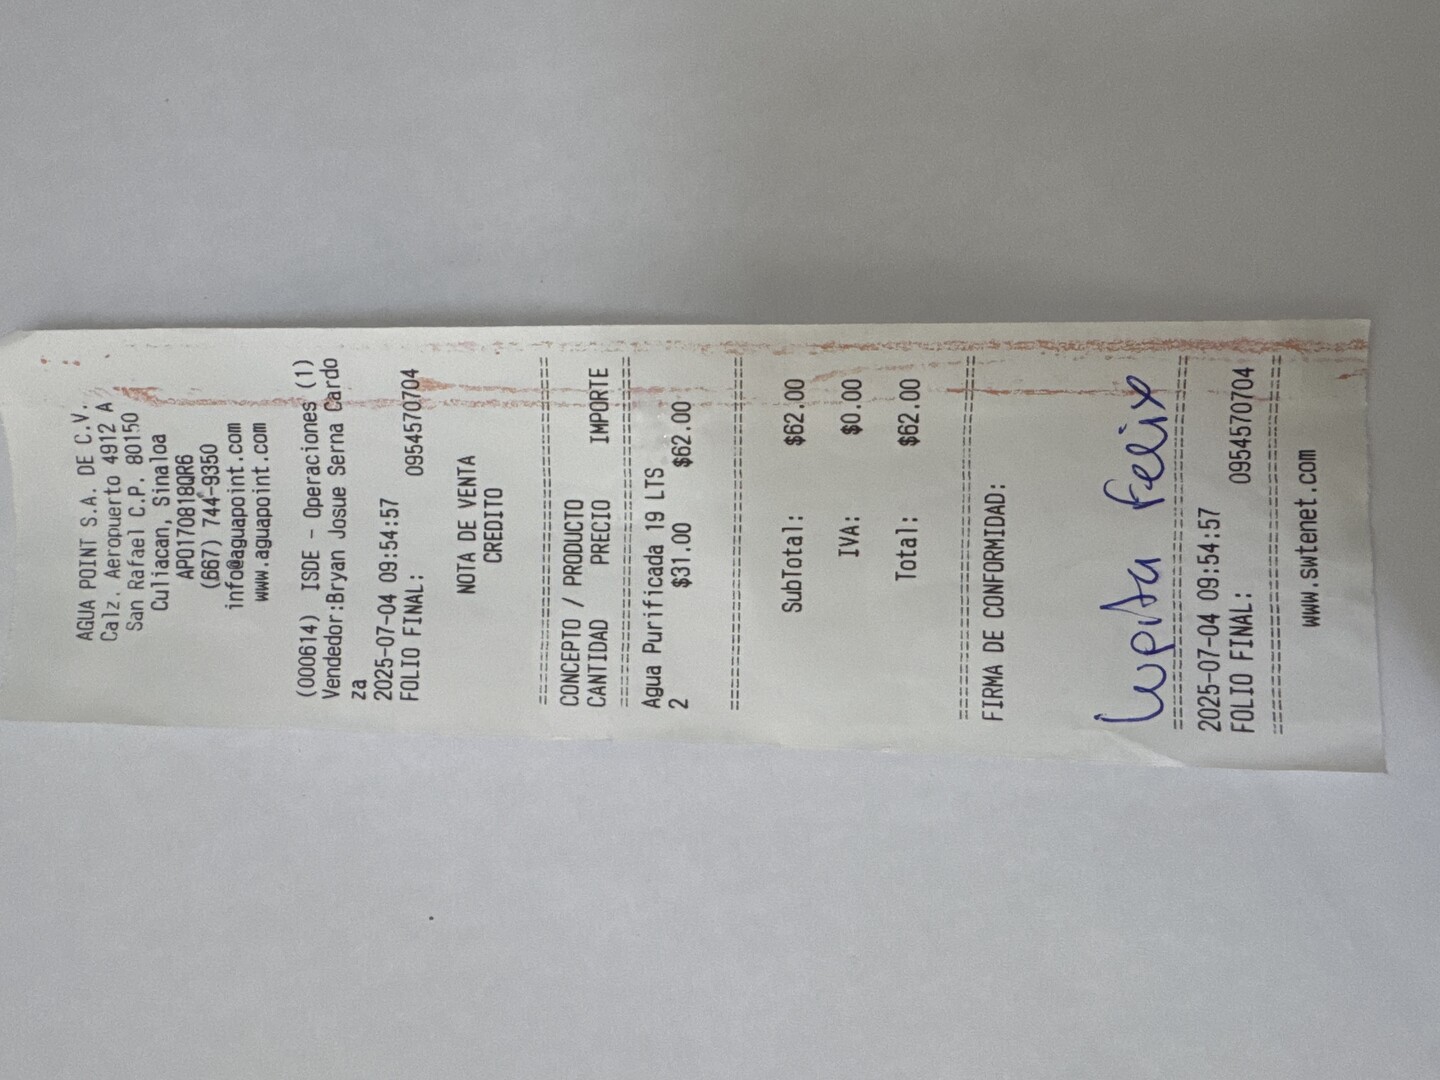 AGUA POINT S.A. DE C.V.
Calz. Aeropuerto 4912 A
San Rafael C.P. 80150
Culiacan, Sinaloa
APO170818QR6
(667) 744-9350
info@aguapoint.com
www.aguapoint.com
(000614) ISDE - Operaciones (1)
Vendedor:Bryan Josue Serna Cardo
za
2025-07-04 09:54:57
FOLIO FINAL: 0954570704
NOTA DE VENTA
CREDITO
================================
CONCEPTO / PRODUCTO
CANTIDAD PRECIO IMPORTE
================================
Agua Purificada 19 LTS
2 $31.00 $62.00
================================
SubTotal: $62.00
IVA: $0.00
Total: $62.00
================================
FIRMA DE CONFORMIDAD:
Lupita Felix
================================
2025-07-04 09:54:57
FOLIO FINAL: 0954570704
================================
www.swtenet.com